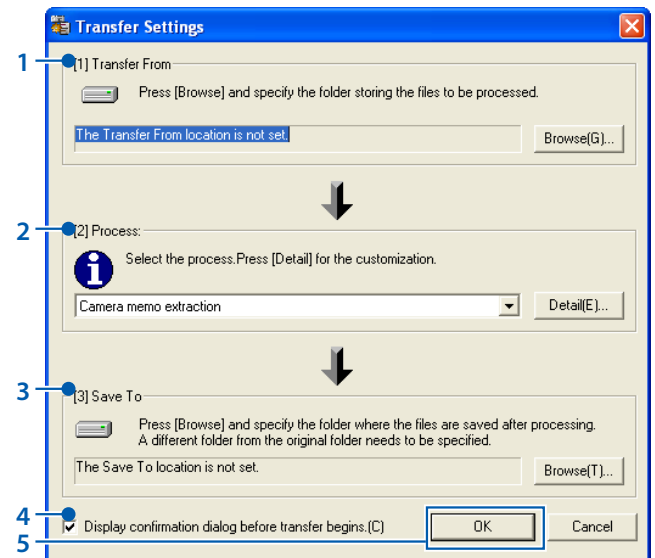 Transfer Settings
1
[1] Transfer From
Press [Browse] and specify the folder storing the files to be processed.
The Transfer From location is not set.
Browse(G)...
2
[2] Process:
Select the process.Press [Detail] for the customization.
Camera memo extraction
Detail(E)...
3
[3] Save To
Press [Browse] and specify the folder where the files are saved after processing.
A different folder from the original folder needs to be specified.
The Save To location is not set.
Browse(T)...
4
Display confirmation dialog before transfer begins.(C)
OK
Cancel
5